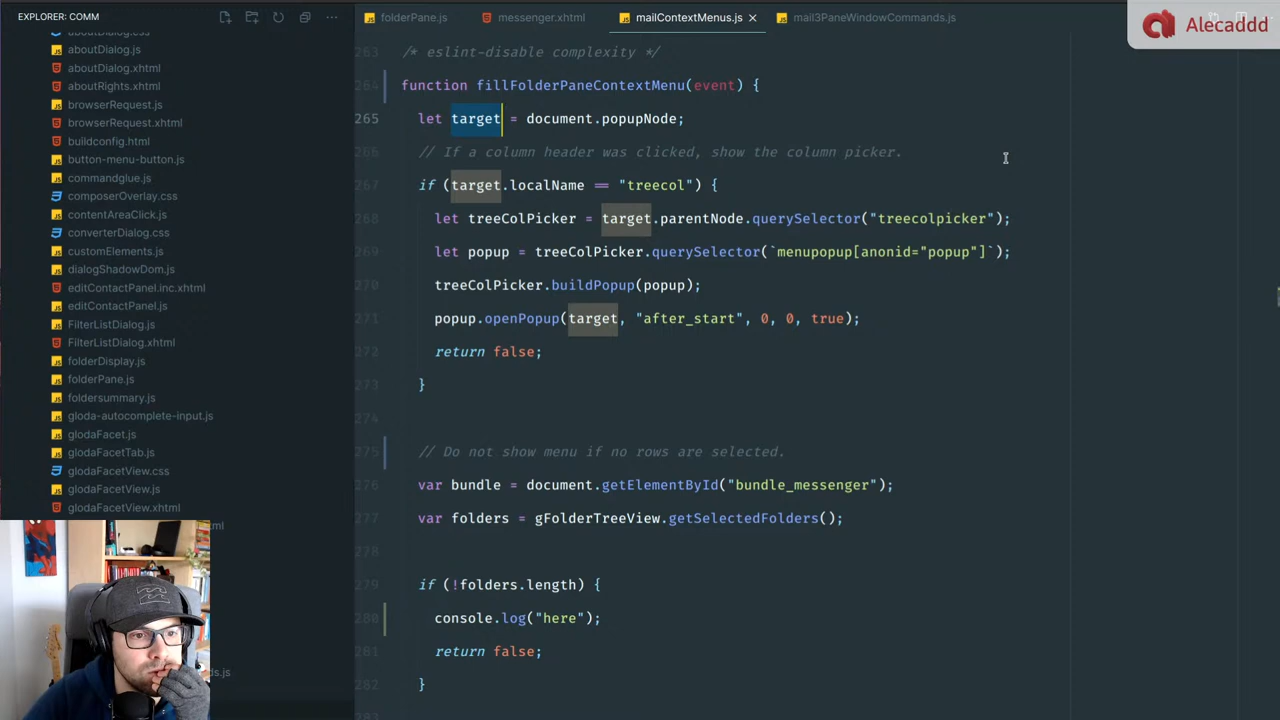 EXPLORER: COMM
aboutDialog.css
aboutDialog.js
aboutDialog.xhtml
aboutRights.xhtml
browserRequest.js
browserRequest.xhtml
buildconfig.html
button-menu-button.js
commandglue.js
composerOverlay.css
contentAreaClick.js
converterDialog.css
customElements.js
dialogShadowDom.js
editContactPanel.inc.xhtml
editContactPanel.js
FilterListDialog.js
FilterListDialog.xhtml
folderDisplay.js
folderPane.js
foldersummary.js
gloda-autocomplete-input.js
glodaFacet.js
glodaFacetTab.js
glodaFacetView.css
glodaFacetView.js
glodaFacetView.xhtml
folderPane.js messenger.xhtml mailContextMenus.js mail3PaneWindowCommands.js
Alecaddd
263 /* eslint-disable complexity */
264 function fillFolderPaneContextMenu(event) {
265 let target = document.popupNode;
266 // If a column header was clicked, show the column picker.
267 if (target.localName == "treecol") {
268 let treeColPicker = target.parentNode.querySelector("treecolpicker");
269 let popup = treeColPicker.querySelector(`menupopup[anonid="popup"]`);
270 treeColPicker.buildPopup(popup);
271 popup.openPopup(target, "after_start", 0, 0, true);
272 return false;
273 }
274
275 // Do not show menu if no rows are selected.
276 var bundle = document.getElementById("bundle_messenger");
277 var folders = gFolderTreeView.getSelectedFolders();
278
279 if (!folders.length) {
280 console.log("here");
281 return false;
282 }
283